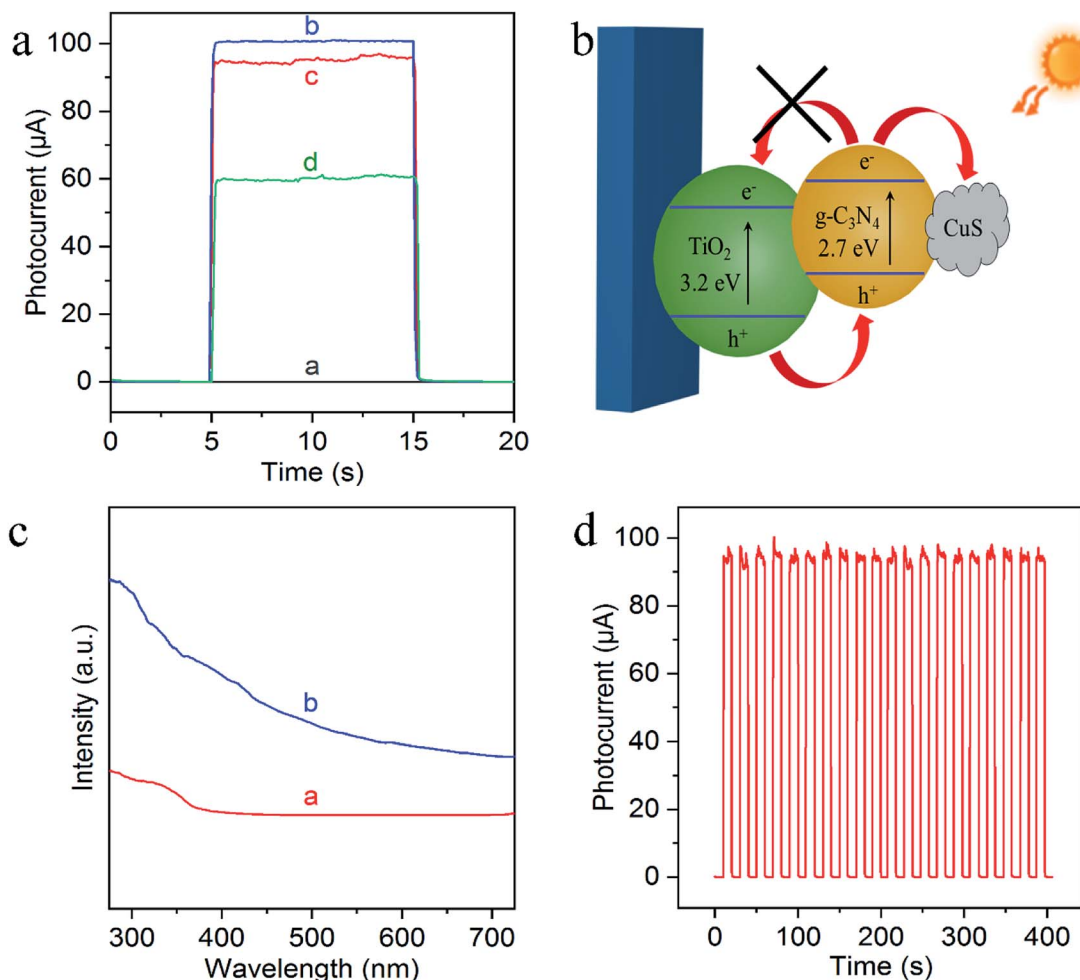 a
Photocurrent (µA)
100
80
60
40
20
0
b
c
d
a
0
5
10
15
20
Time (s)
b
e-
e-
g-C3N4
2.7 eV
CuS
TiO2
3.2 eV
h+
h+
c
Intensity (a.u.)
b
a
300
400
500
600
700
Wavelength (nm)
d
Photocurrent (µA)
100
80
60
40
20
0
0
100
200
300
400
Time (s)